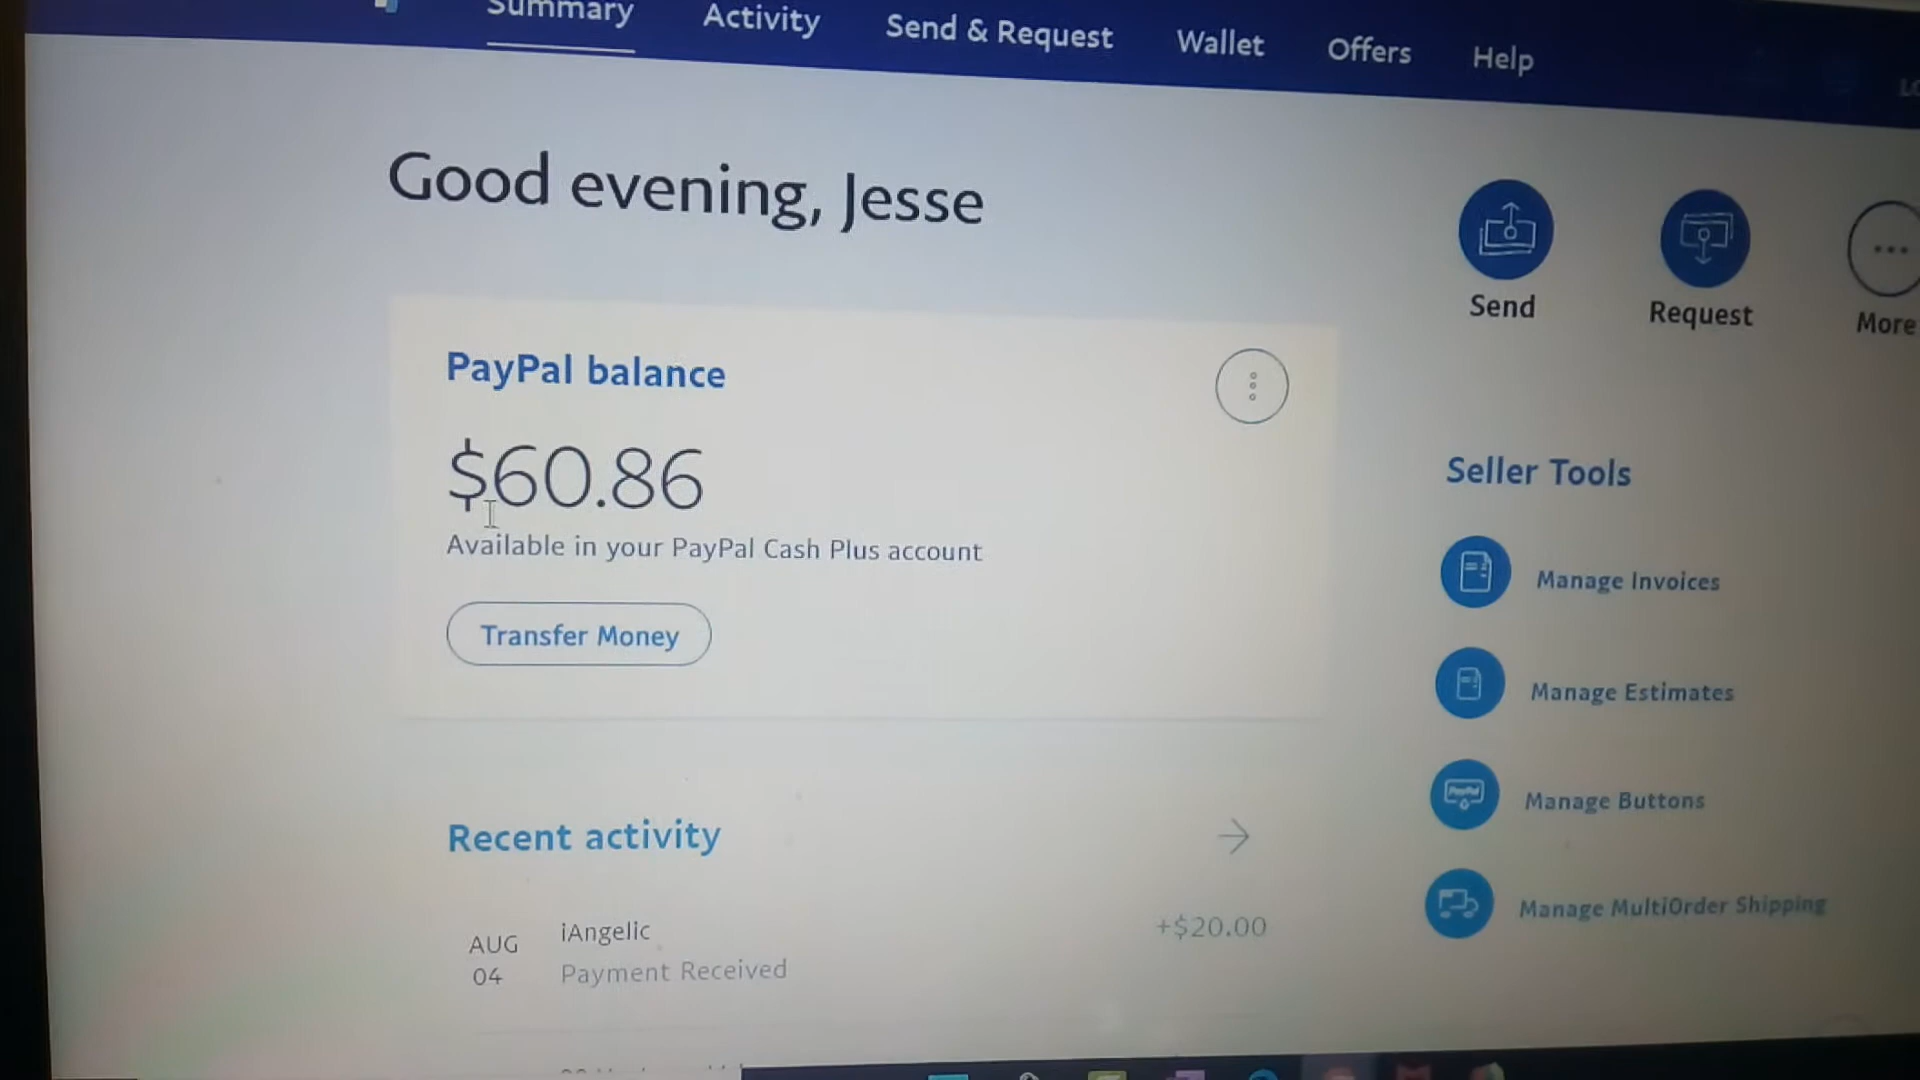 Summary
Activity
Send & Request
Wallet
Offers
Help
Good evening, Jesse
Send
Request
More
PayPal balance
$60.86
Available in your PayPal Cash Plus account
Transfer Money
Seller Tools
Manage Invoices
Manage Estimates
Manage Buttons
Manage MultiOrder Shipping
Recent activity
AUG
04
iAngelic
Payment Received
+$20.00